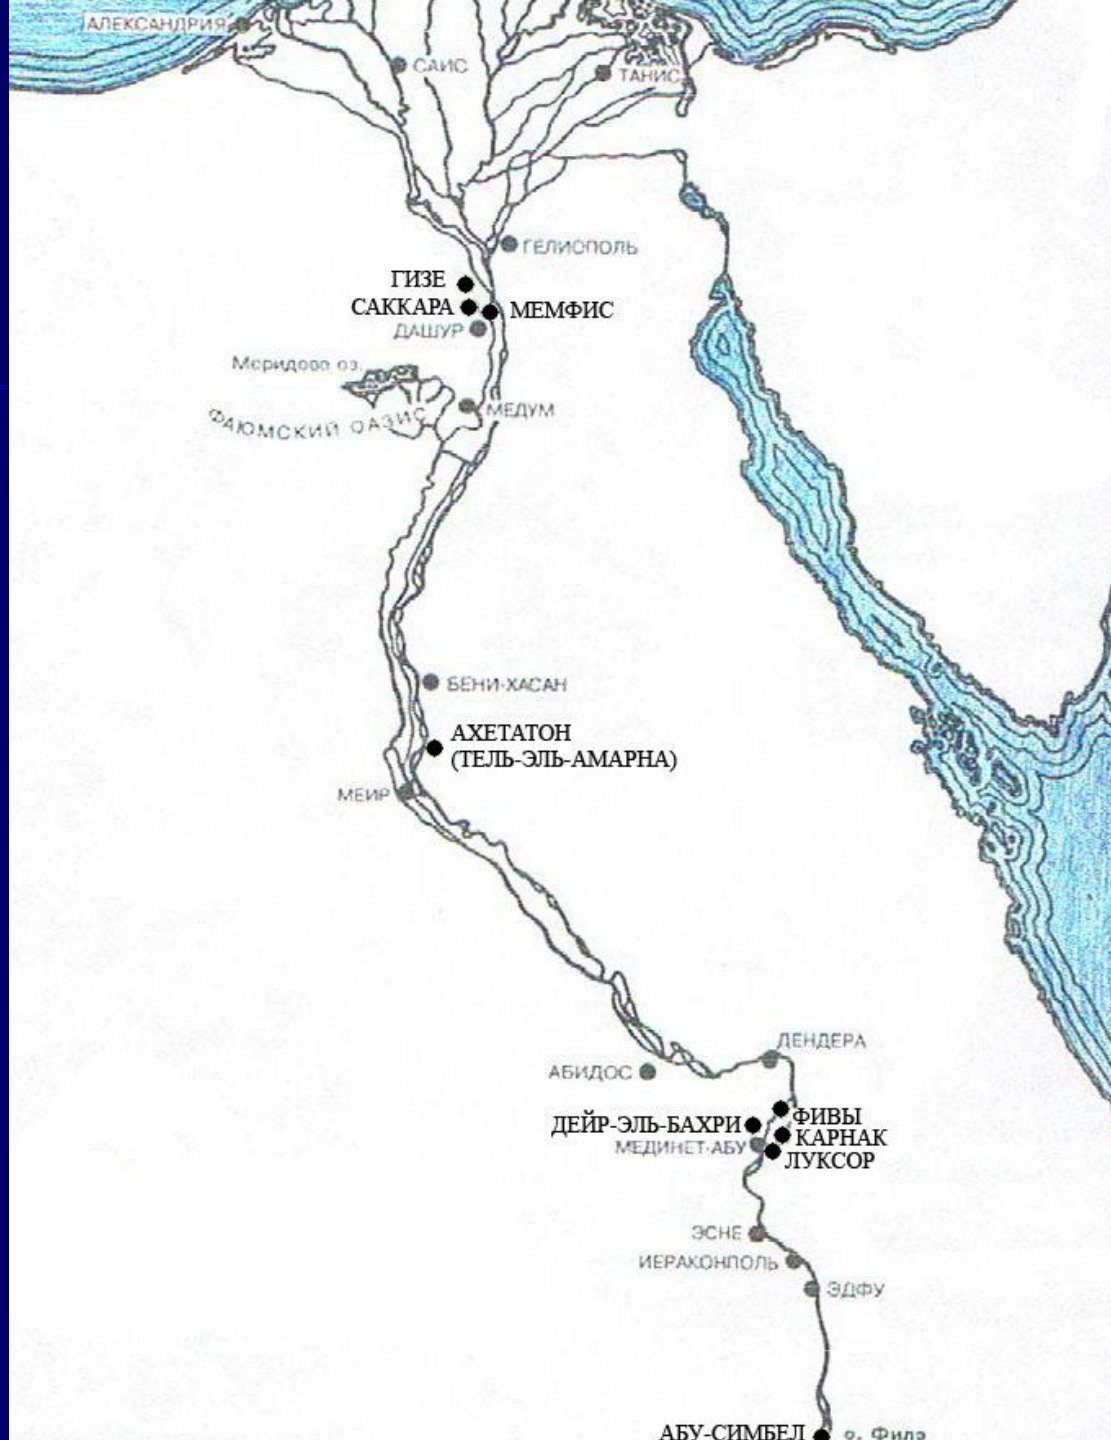 АЛЕКСАНДРИЯ
САИС
ТАНИС
ГЕЛИОПОЛЬ
ГИЗЕ
САККАРА
МЕМФИС
ДАШУР
Меридово оз.
МЕДУМ
ФАЮМСКИЙ ОАЗИС
БЕНИ-ХАСАН
АХЕТАТОН
(ТЕЛЬ-ЭЛЬ-АМАРНА)
МЕИР
ДЕНДЕРА
АБИДОС
ФИВЫ
ДЕЙР-ЭЛЬ-БАХРИ
КАРНАК
МЕДИНЕТ-АБУ
ЛУКСОР
ЭСНЕ
ИЕРАКОНПОЛЬ
ЭДФУ
АБУ-СИМБЕЛ
о. Филэ